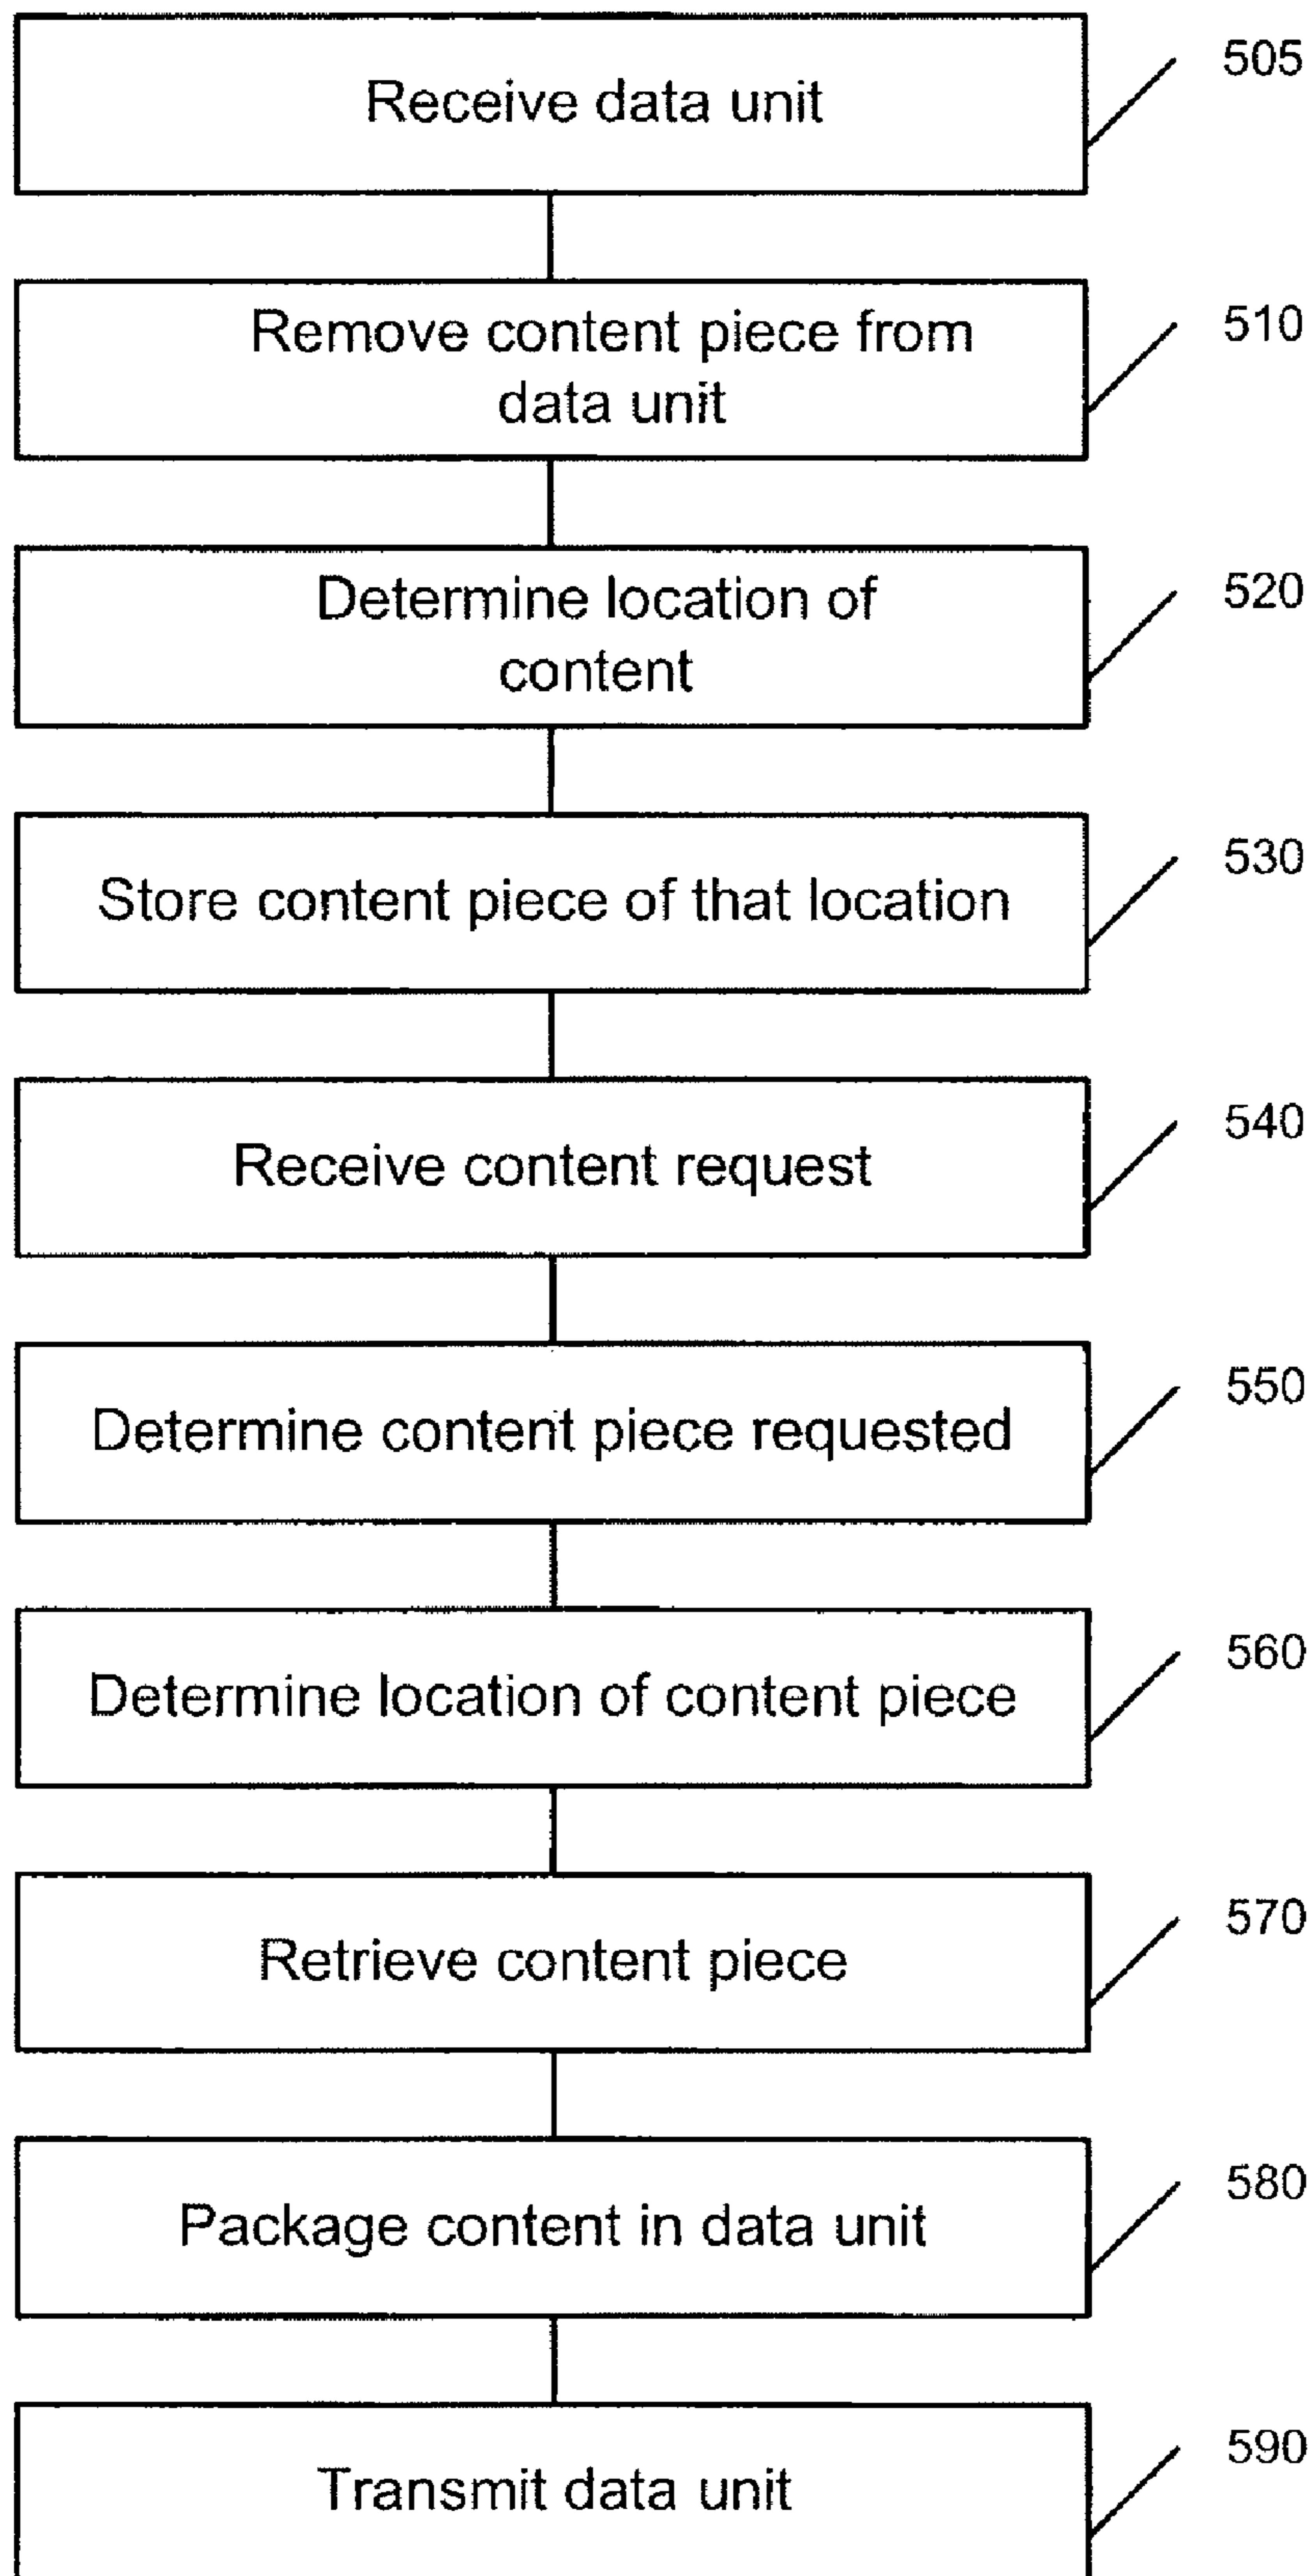 Receive data unit
505
Remove content piece from
data unit
510
Determine location of
content
520
Store content piece of that location
530
Receive content request
540
Determine content piece requested
550
Determine location of content piece
560
Retrieve content piece
570
Package content in data unit
580
Transmit data unit
590